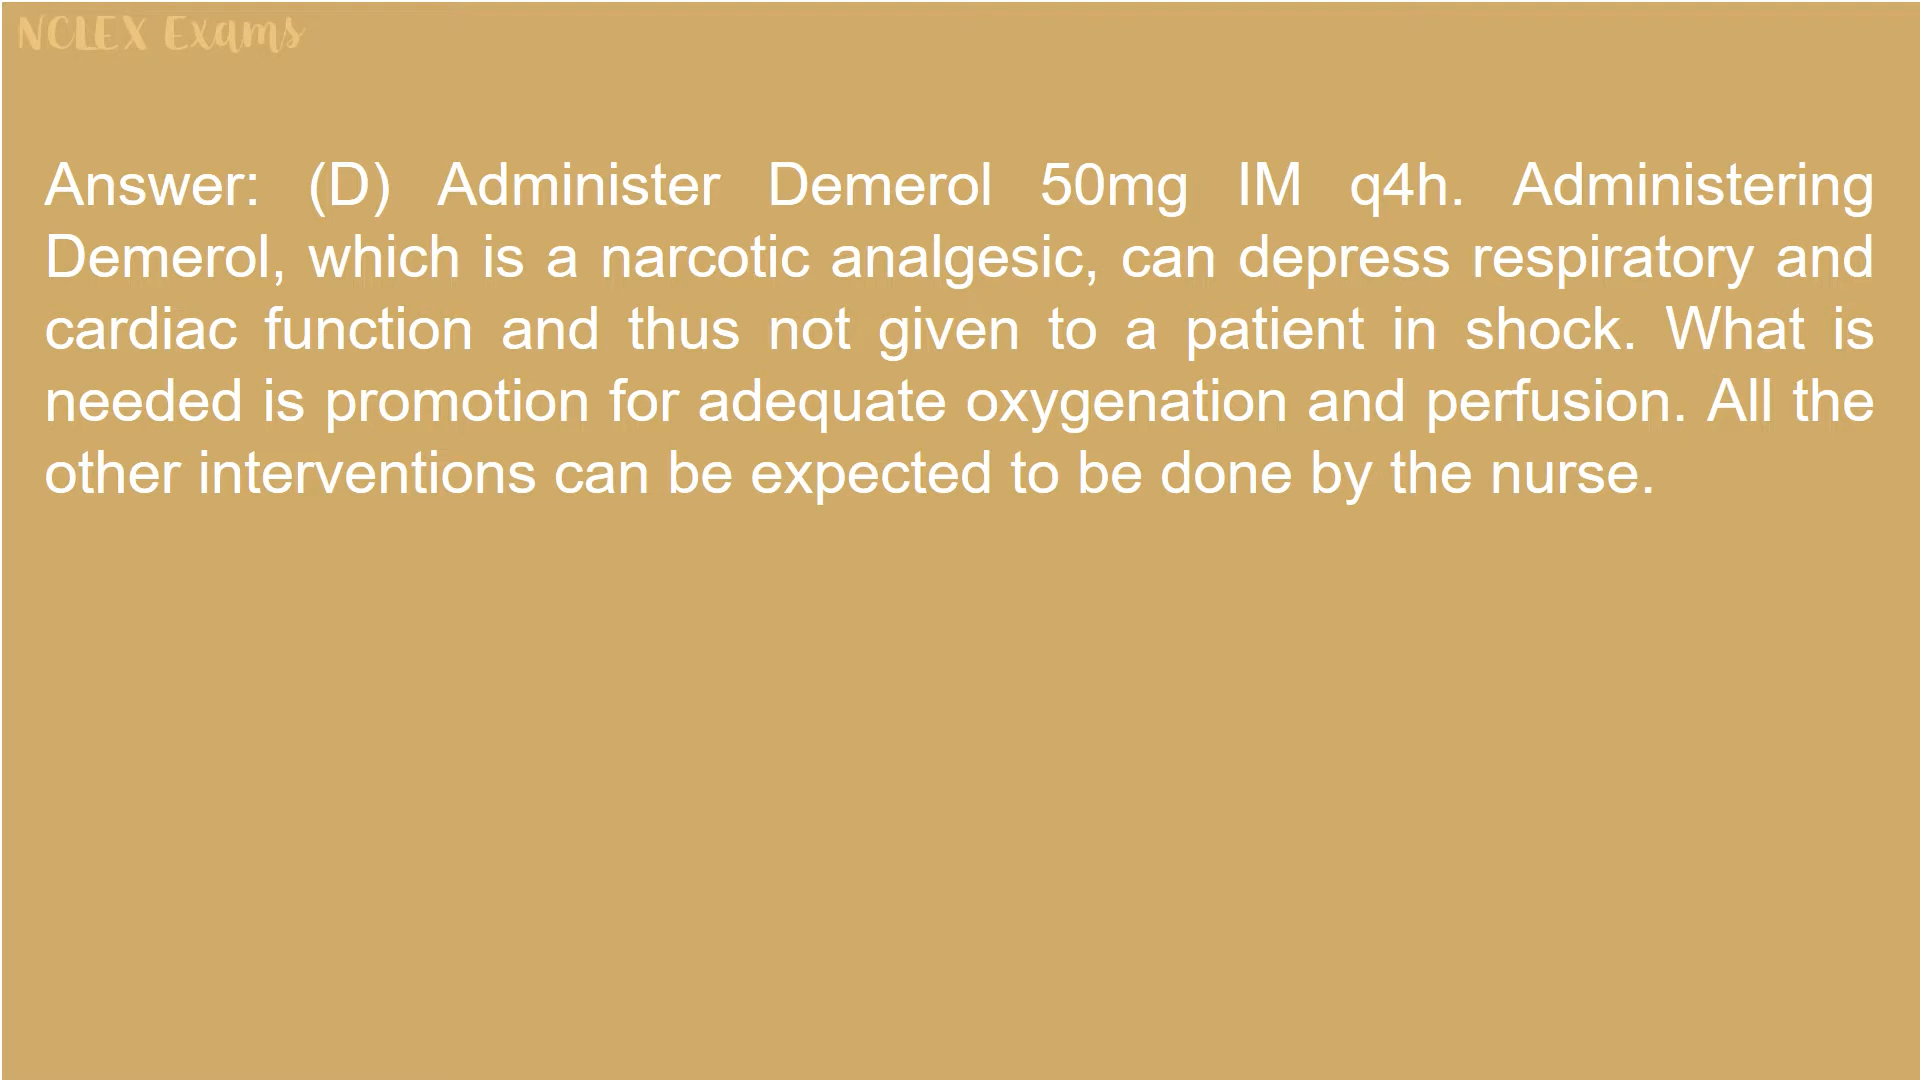 NCLEX Exams
Answer: (D) Administer Demerol 50mg IM q4h. Administering
Demerol, which is a narcotic analgesic, can depress respiratory and
cardiac function and thus not given to a patient in shock. What is
needed is promotion for adequate oxygenation and perfusion. All the
other interventions can be expected to be done by the nurse.